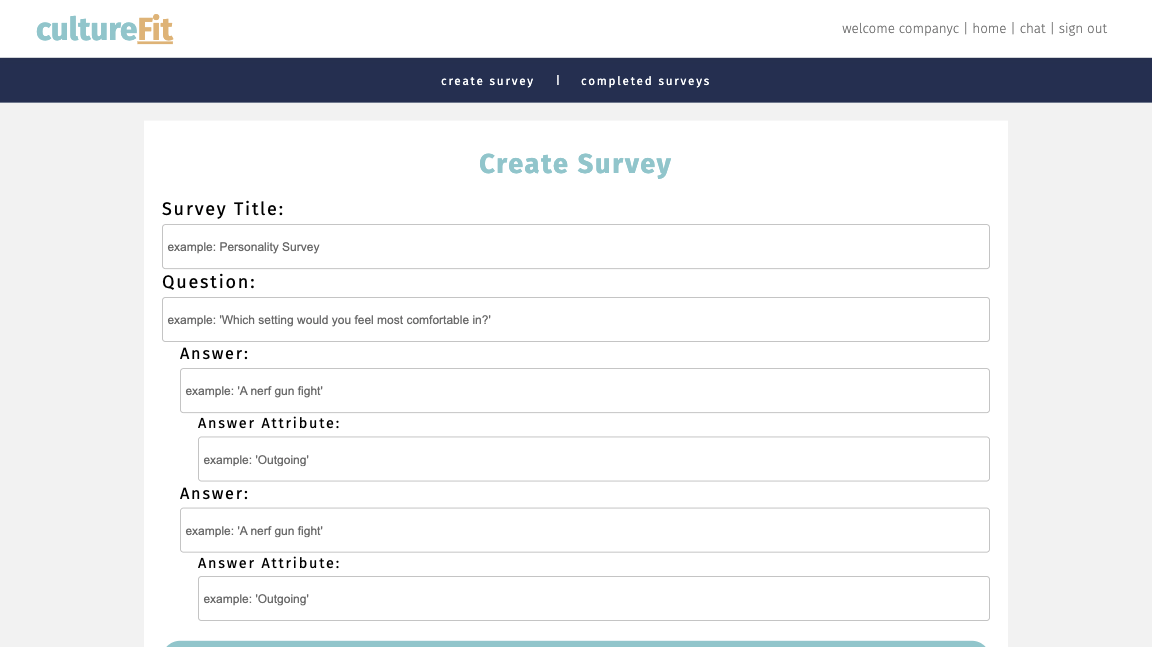 cultureFit
welcome companyc | home | chat | sign out
create survey | completed surveys
Create Survey
Survey Title:
example: Personality Survey
Question:
example: 'Which setting would you feel most comfortable in?'
Answer:
example: 'A nerf gun fight'
Answer Attribute:
example: 'Outgoing'
Answer:
example: 'A nerf gun fight'
Answer Attribute:
example: 'Outgoing'